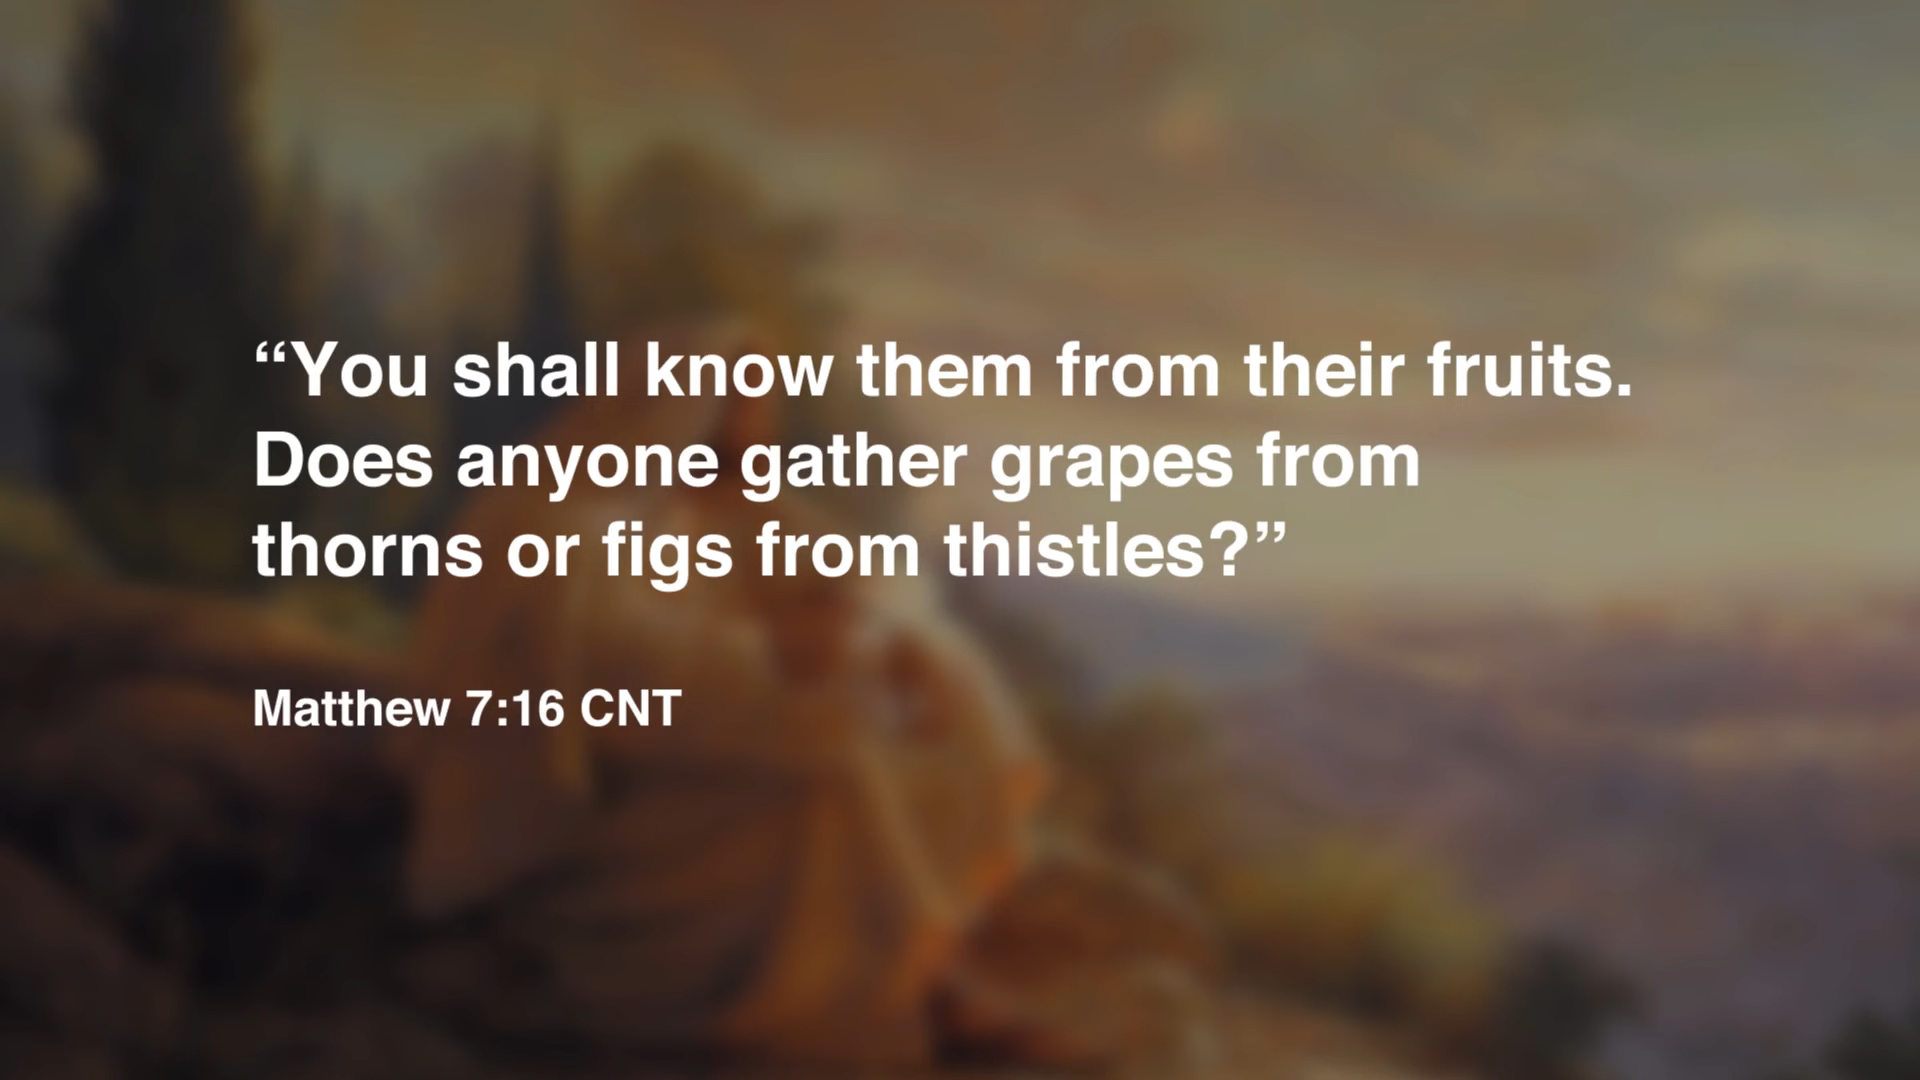 “You shall know them from their fruits.
Does anyone gather grapes from
thorns or figs from thistles?”
Matthew 7:16 CNT